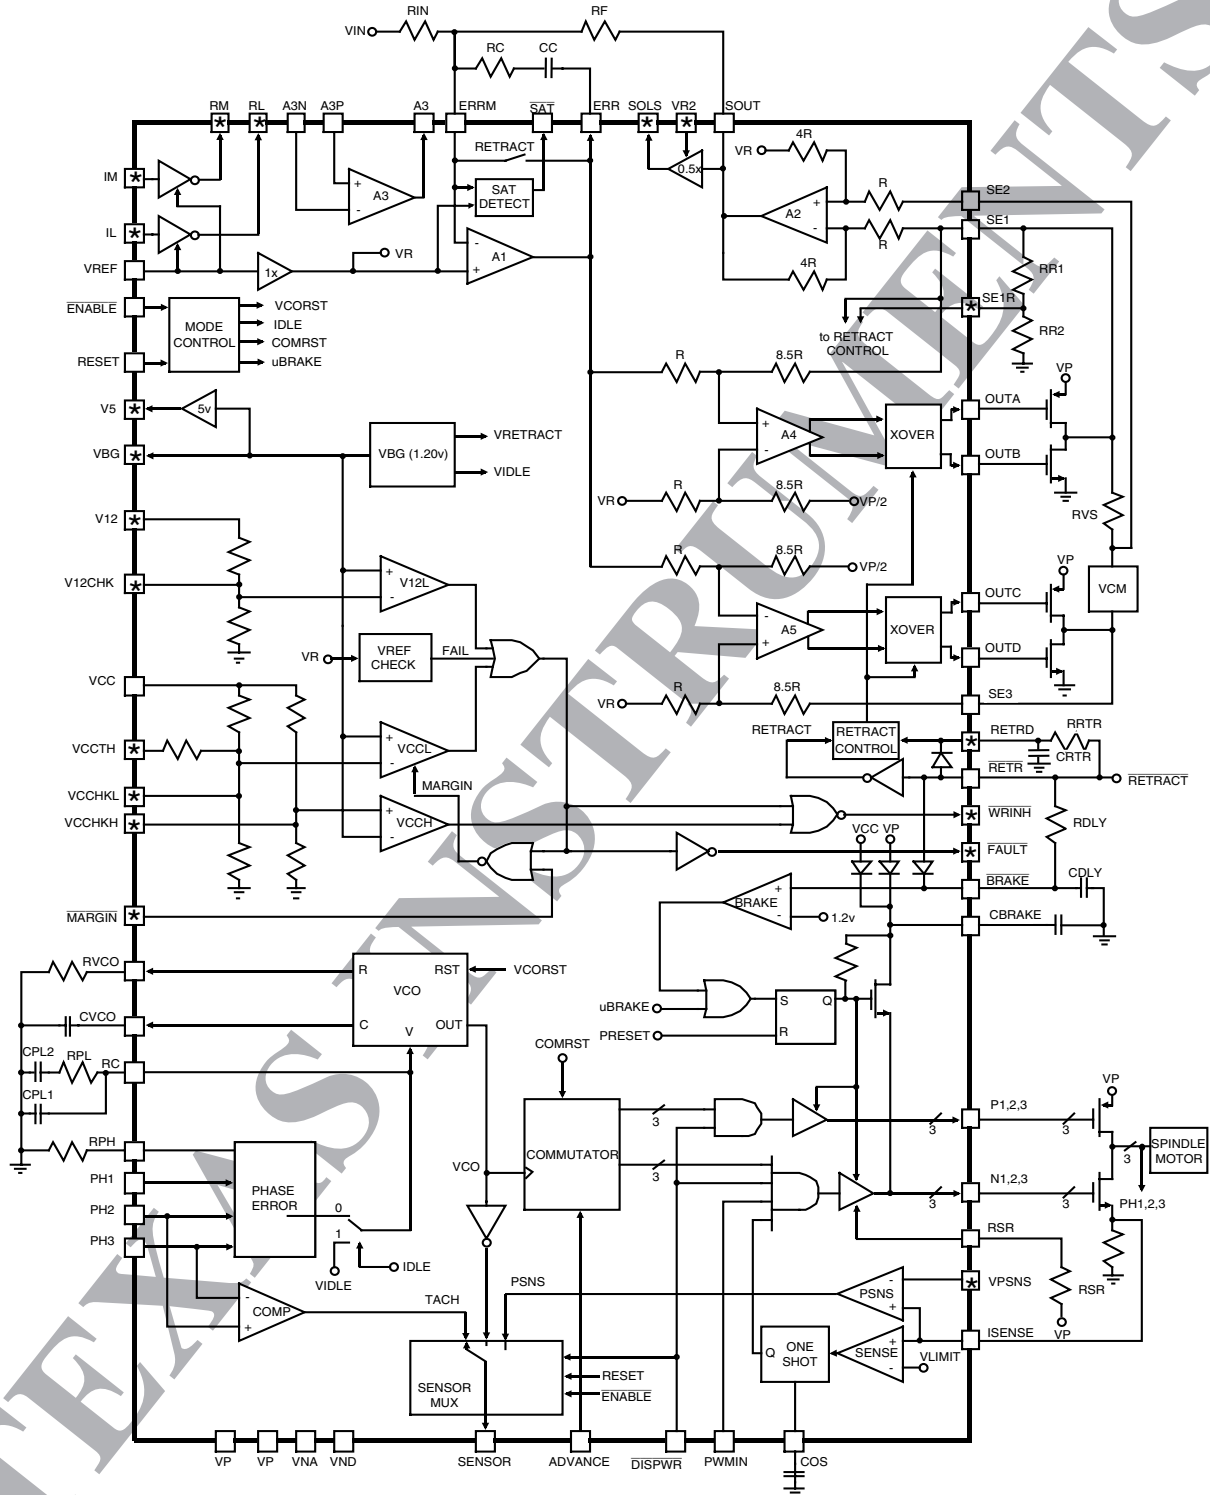 RIN
RF
VIN
RC
CC
RM
RL
A3N
A3P
A3
ERRM
SAT
ERR
SOLS
VR2
SOUT
RETRACT
4R
VR
IM
+
-
A3
SAT
DETECT
0.5x
R
SE2
A2
+
-
IL
VR
-
+
A1
R
SE1
VREF
1x
4R
RR1
ENABLE
MODE
CONTROL
VCORST
IDLE
COMRST
uBRAKE
SE1R
to RETRACT
CONTROL
RR2
RESET
R
8.5R
VP
V5
5v
OUTA
+
-
A4
XOVER
VBG
VBG (1.20v)
VRETRACT
VIDLE
OUTB
VR
R
8.5R
VP/2
V12
RVS
R
8.5R
VP/2
VP
V12CHK
+
-
V12L
VCM
OUTC
-
+
A5
XOVER
VR
VREF
CHECK
FAIL
OUTD
VCC
R
8.5R
VR
SE3
RETRACT
RETRACT
CONTROL
RETRD
RRTR
CRTR
VCCTH
+
-
VCCL
RETR
RETRACT
MARGIN
VCCHKL
+
-
VCCH
WRINH
VCCHKH
RDLY
VCC VP
FAULT
CDLY
BRAKE
BRAKE
+
-
1.2v
CBRAKE
MARGIN
RVCO
R
RST
VCO
VCORST
C
OUT
V
CVCO
uBRAKE
S
Q
R
PRESET
CPL2
RPL
RC
COMRST
CPL1
VP
P1,2,3
3
3
3
RPH
COMMUTATOR
3
SPINDLE
MOTOR
VCO
3
PH1
PHASE
ERROR
N1,2,3
3
3
PH1,2,3
PH2
0
1
RSR
PH3
IDLE
VIDLE
PSNS
-
+
PSNS
VPSNS
RSR
TACH
-
+
COMP
VP
ISENSE
ONE
SHOT
Q
SENSE
+
-
VLIMIT
SENSOR
MUX
RESET
ENABLE
VP
VP
VNA
VND
SENSOR
ADVANCE
DISPWR
PWMIN
COS
TEXAS INSTRUMENTS